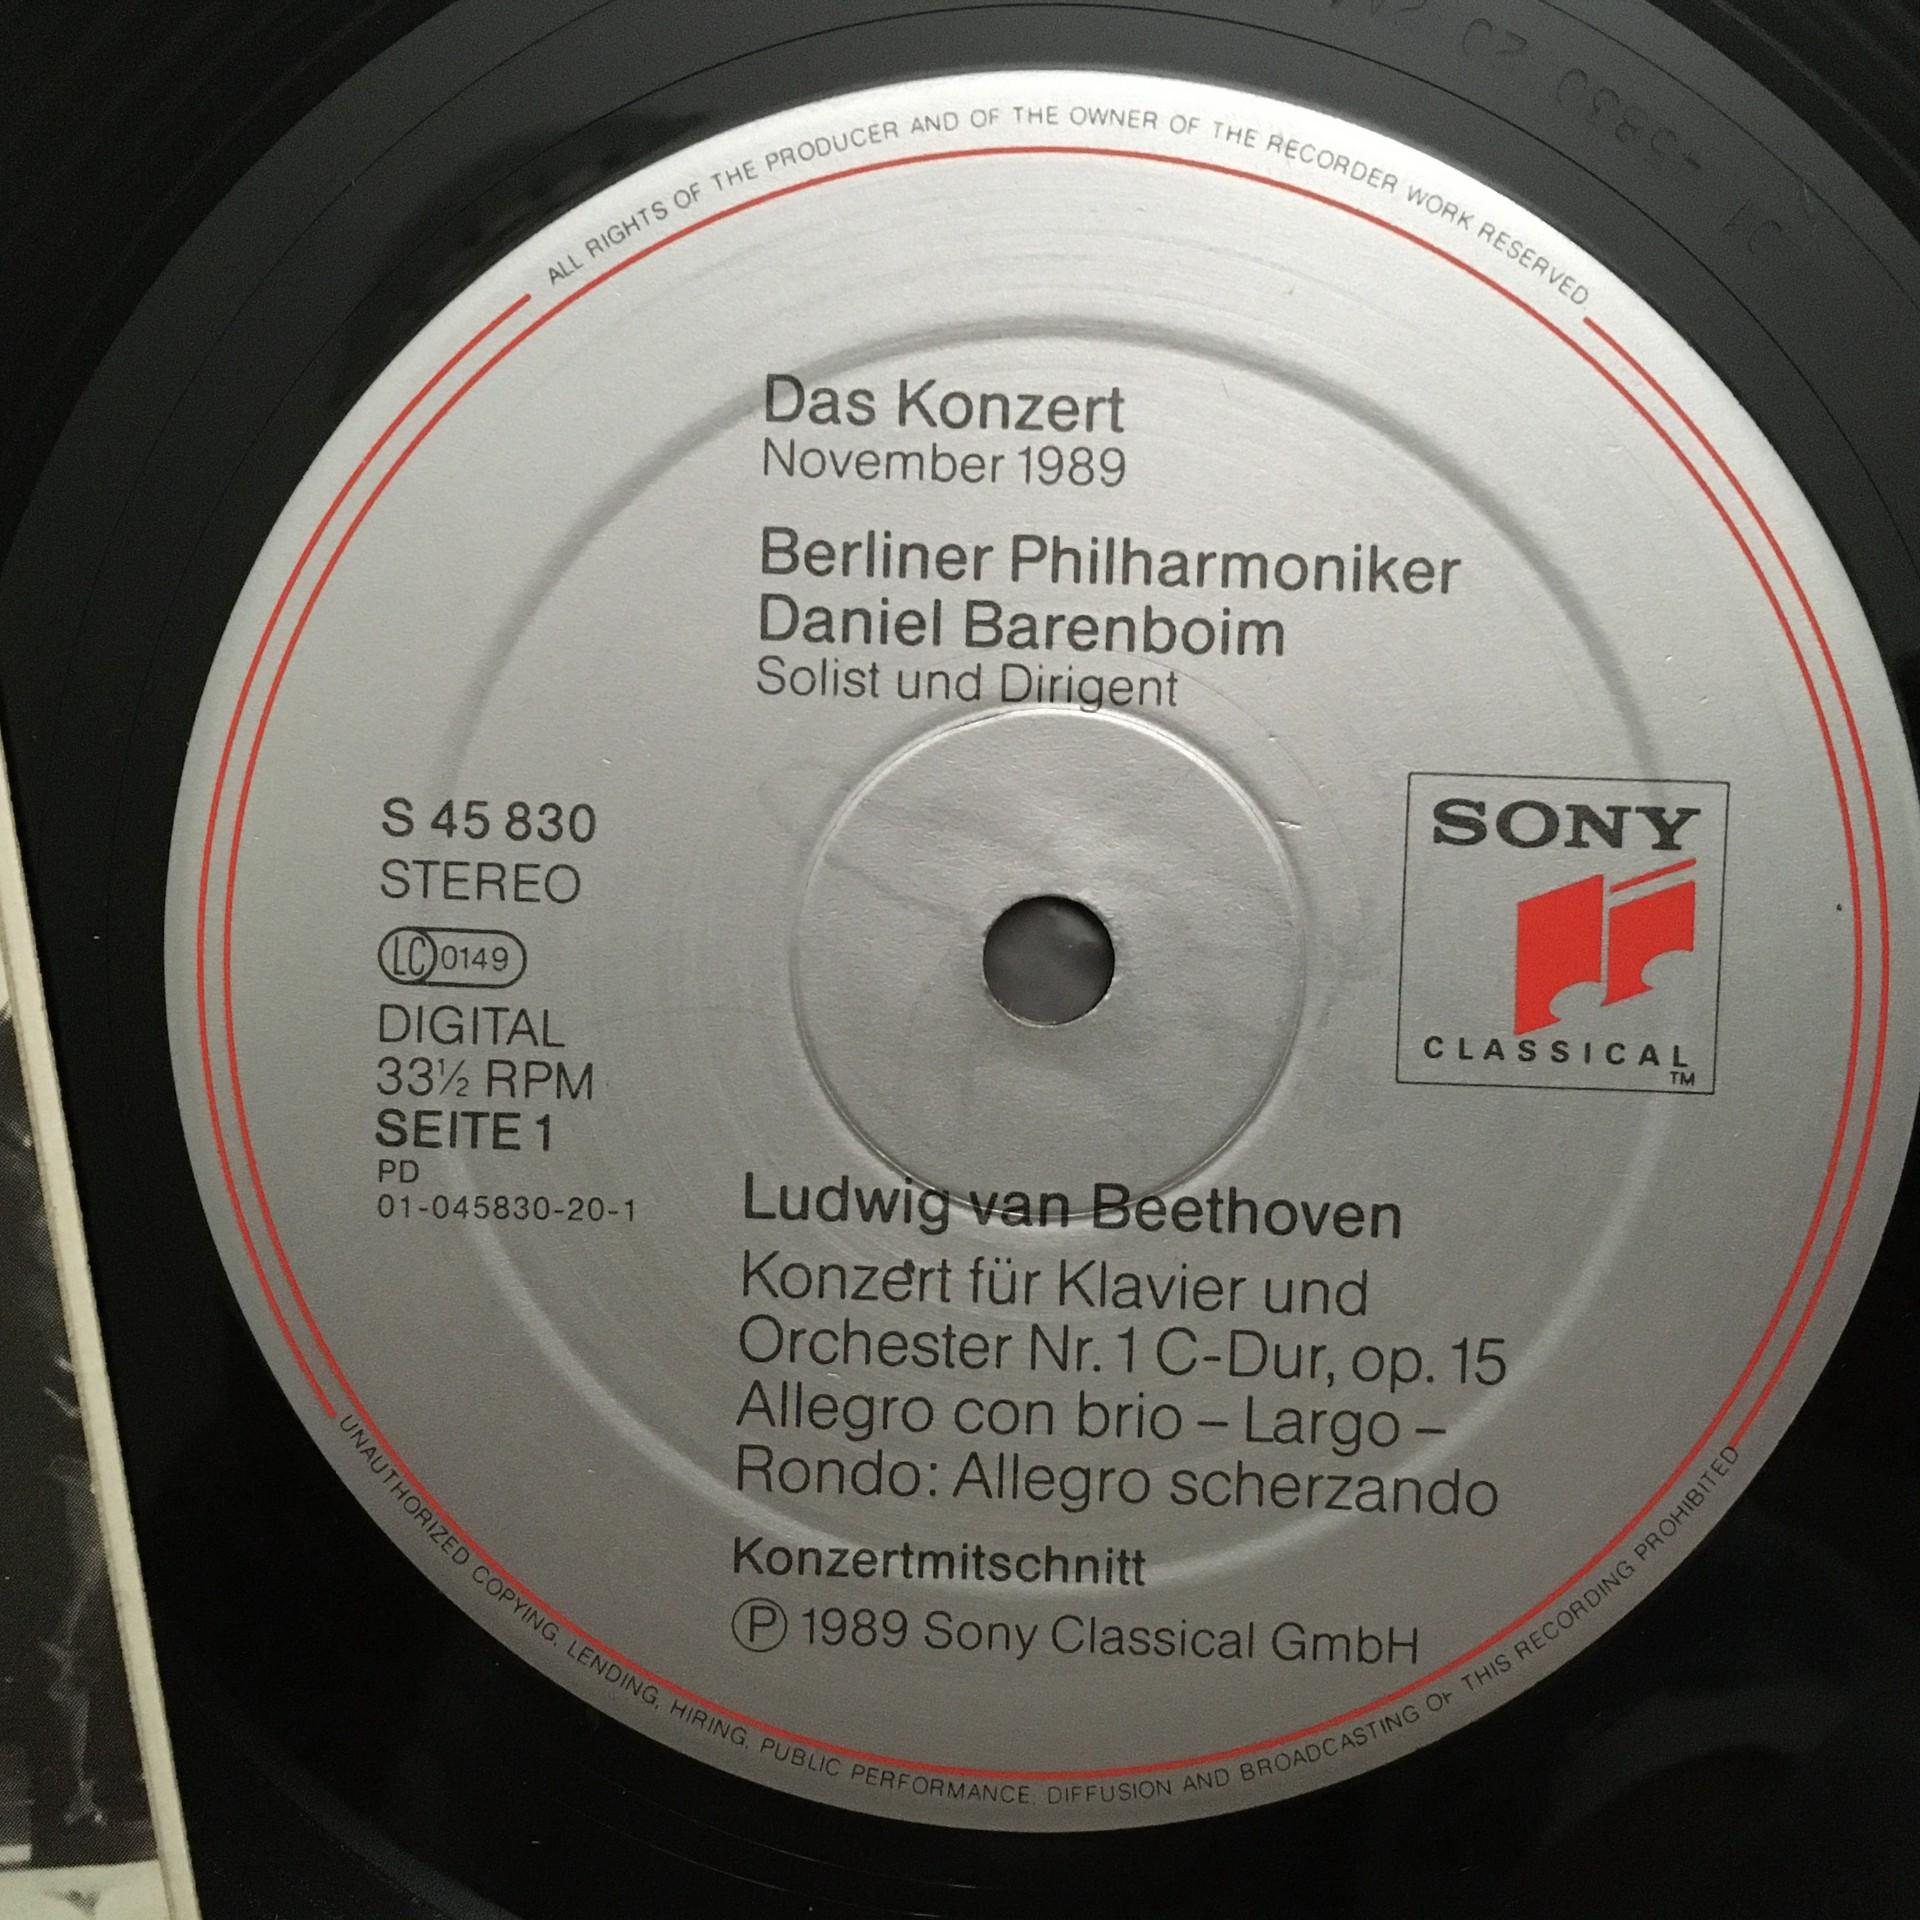 ALL RIGHTS OF THE PRODUCER AND OF THE OWNER OF THE RECORDER WORK RESERVED.
Das Konzert
November 1989
Berliner Philharmoniker
Daniel Barenboim
Solist und Dirigent
S 45 830
STEREO
LC 0149
DIGITAL
33½ RPM
SEITE 1
PD
01-045830-20-1
SONY
CLASSICAL
TM
Ludwig van Beethoven
Konzert für Klavier und
Orchester Nr. 1 C-Dur, op. 15
Allegro con brio – Largo –
Rondo: Allegro scherzando
Konzertmitschnitt
Ⓟ 1989 Sony Classical GmbH
UNAUTHORIZED COPYING, LENDING, HIRING, PUBLIC PERFORMANCE, DIFFUSION AND BROADCASTING OF THIS RECORDING PROHIBITED